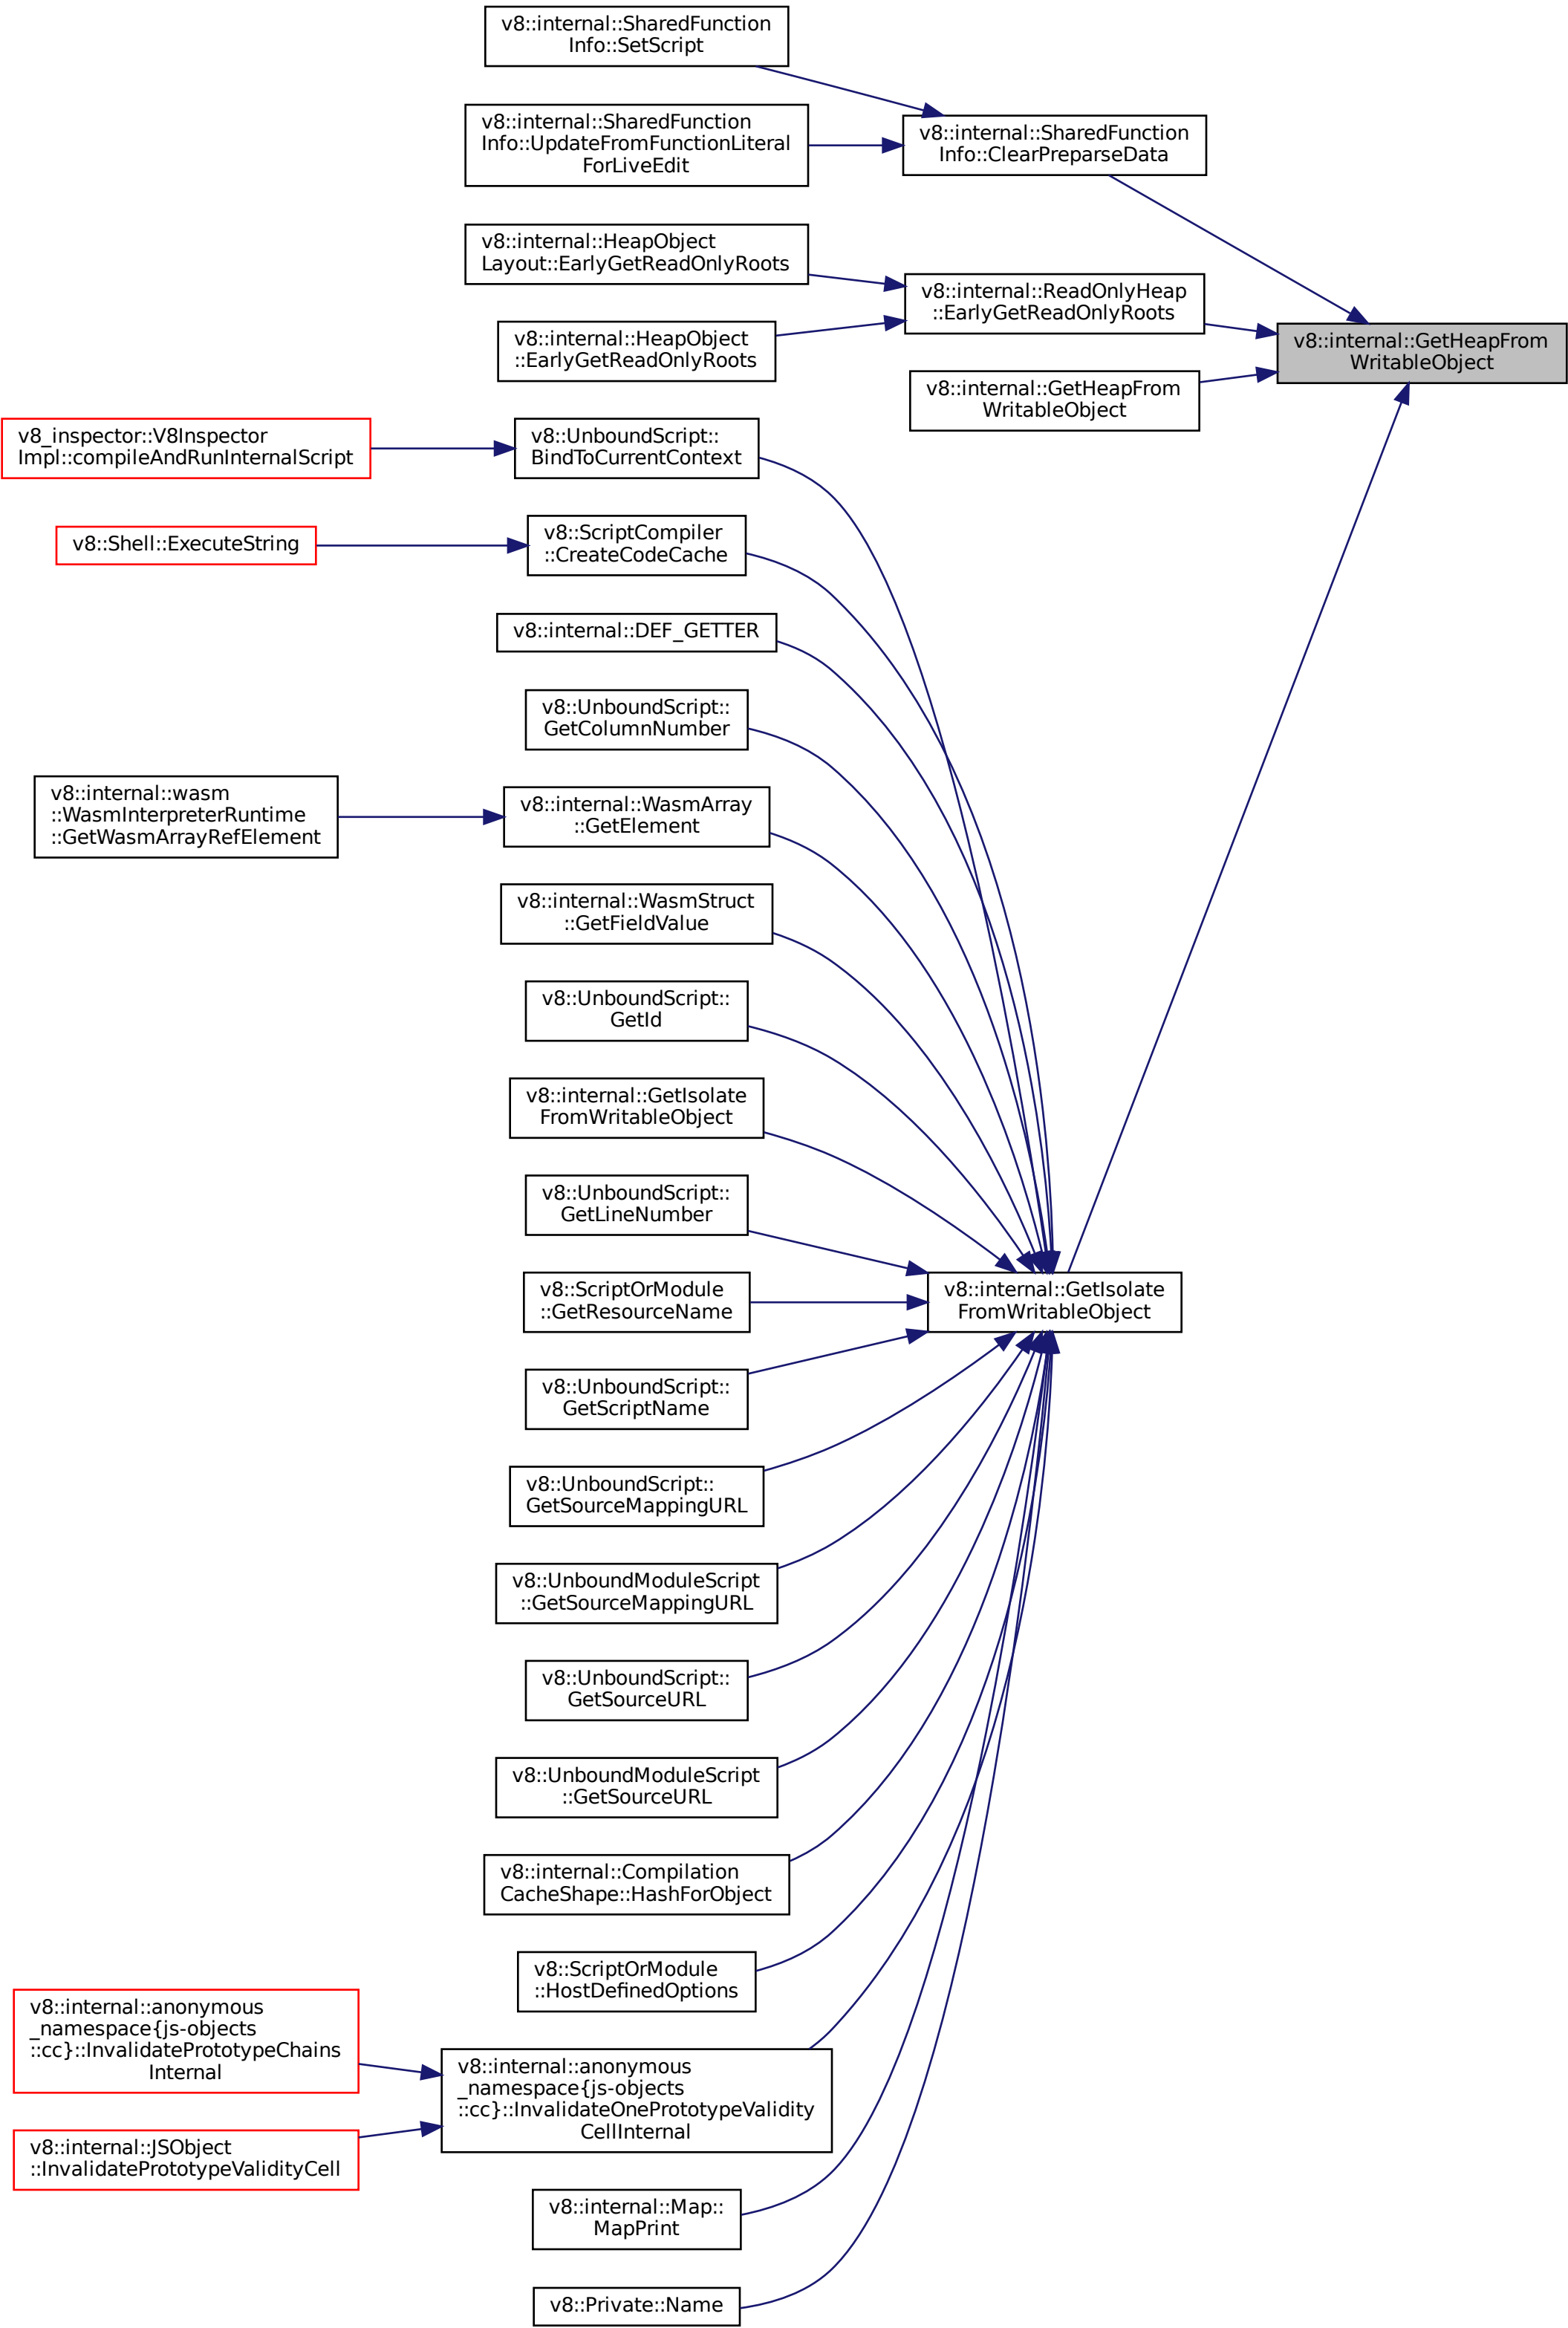 v8::internal::SharedFunction
Info::SetScript
v8::internal::SharedFunction
Info::UpdateFromFunctionLiteral
ForLiveEdit
v8::internal::SharedFunction
Info::ClearPreparseData
v8::internal::HeapObject
Layout::EarlyGetReadOnlyRoots
v8::internal::ReadOnlyHeap
::EarlyGetReadOnlyRoots
v8::internal::HeapObject
::EarlyGetReadOnlyRoots
v8::internal::GetHeapFrom
WritableObject
v8::internal::GetHeapFrom
WritableObject
v8_inspector::V8Inspector
Impl::compileAndRunInternalScript
v8::UnboundScript::
BindToCurrentContext
v8::Shell::ExecuteString
v8::ScriptCompiler
::CreateCodeCache
v8::internal::DEF_GETTER
v8::UnboundScript::
GetColumnNumber
v8::internal::wasm
::WasmInterpreterRuntime
::GetWasmArrayRefElement
v8::internal::WasmArray
::GetElement
v8::internal::WasmStruct
::GetFieldValue
v8::UnboundScript::
GetId
v8::internal::GetIsolate
FromWritableObject
v8::UnboundScript::
GetLineNumber
v8::ScriptOrModule
::GetResourceName
v8::internal::GetIsolate
FromWritableObject
v8::UnboundScript::
GetScriptName
v8::UnboundScript::
GetSourceMappingURL
v8::UnboundModuleScript
::GetSourceMappingURL
v8::UnboundScript::
GetSourceURL
v8::UnboundModuleScript
::GetSourceURL
v8::internal::Compilation
CacheShape::HashForObject
v8::ScriptOrModule
::HostDefinedOptions
v8::internal::anonymous
_namespace{js-objects
::cc}::InvalidatePrototypeChains
Internal
v8::internal::anonymous
_namespace{js-objects
::cc}::InvalidateOnePrototypeValidity
CellInternal
v8::internal::JSObject
::InvalidatePrototypeValidityCell
v8::internal::Map::
MapPrint
v8::Private::Name